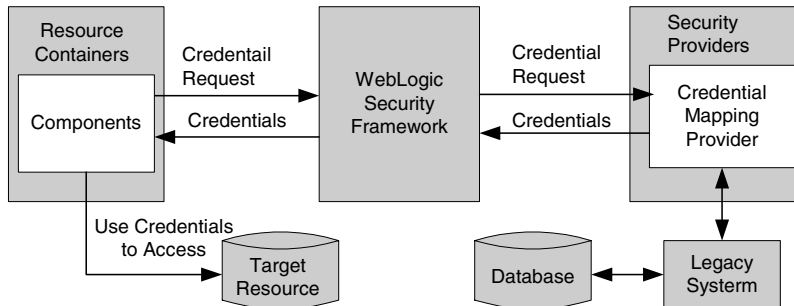 Resource
Containers
Components
Credentail
Request
Credentials
WebLogic
Security
Framework
Credential
Request
Credentials
Security
Providers
Credential
Mapping
Provider
Use Credentials
to Access
Target
Resource
Database
Legacy
Systerm